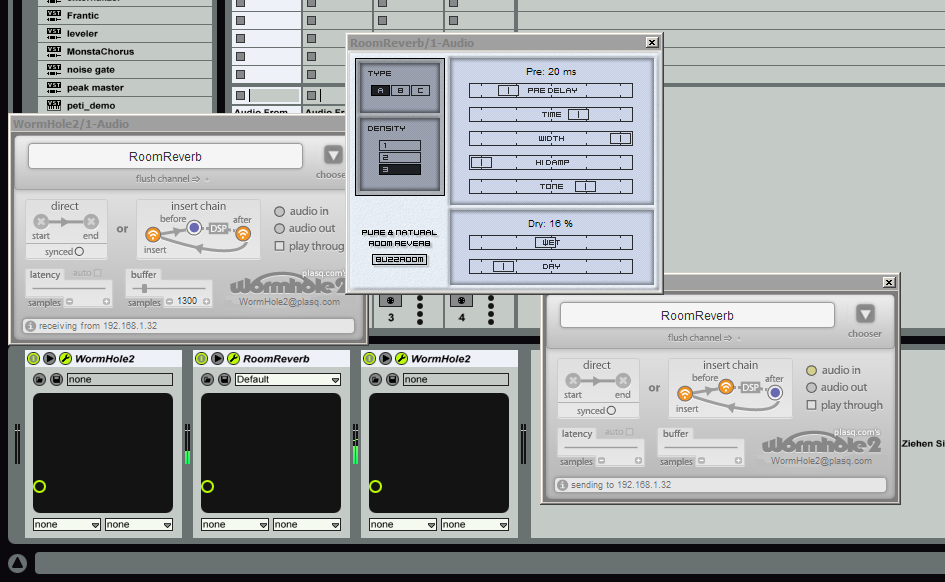 Frantic
leveler
MonstaChorus
noise gate
peak master
peti_demo
RoomReverb/1-Audio
TYPE
A B C
DENSITY
1
2
3
PURE & NATURAL
ROOM REVERB
BUZZROOM
Pre: 20 ms
PRE DELAY
TIME
WIDTH
HI DAMP
TONE
Dry: 16 %
WET
DRY
WormHole2/1-Audio
RoomReverb
flush channel ⇒
choose
direct
start end
synced
or
insert chain
before after
DSP
insert
audio in
audio out
play throug
latency auto
samples
buffer
samples 1300
plasq.com's
wormhole2
WormHole2@plasq.com
receiving from 192.168.1.32
3 4
RoomReverb
flush channel ⇒
chooser
direct
start end
synced
or
insert chain
before after
DSP
insert
audio in
audio out
play through
latency auto
samples
buffer
samples
plasq.com's
wormhole2
WormHole2@plasq.com
sending to 192.168.1.32
WormHole2
none
none none
RoomReverb
Default
none none
WormHole2
none
none none
Ziehen Si